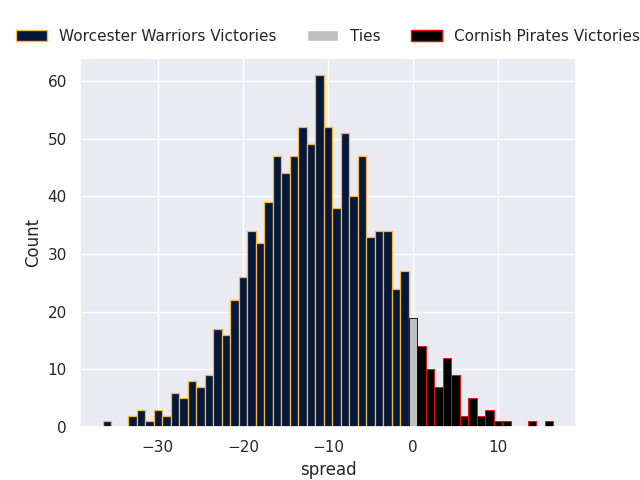 Worcester Warriors Victories Ties Cornish Pirates Victories
60
50
40
30
20
10
0
Count
−30 −20 −10 0 10
spread